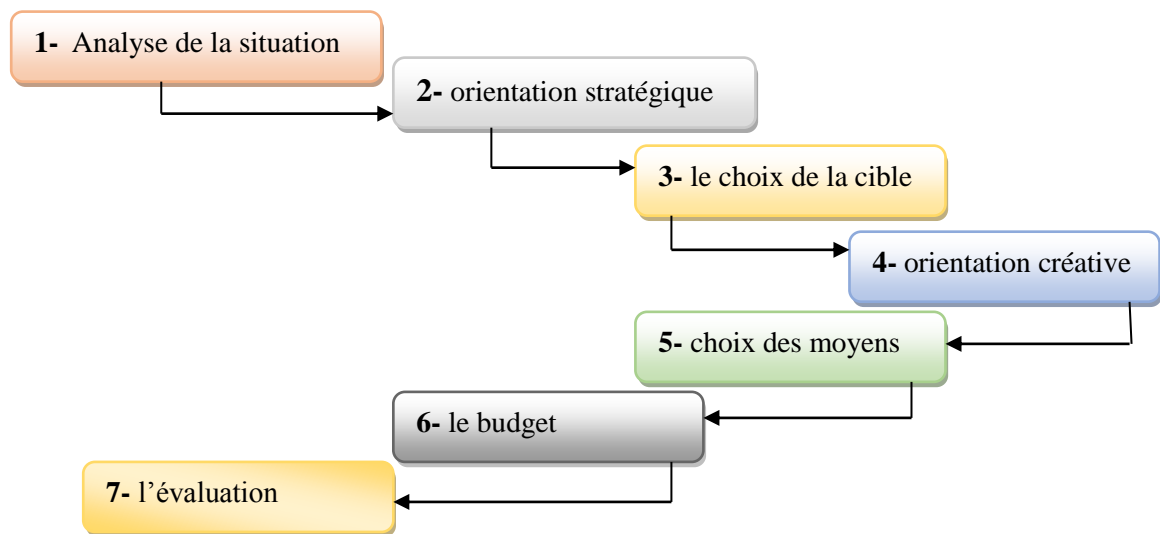 1- Analyse de la situation
2- orientation stratégique
3- le choix de la cible
4- orientation créative
5- choix des moyens
6- le budget
7- l’évaluation